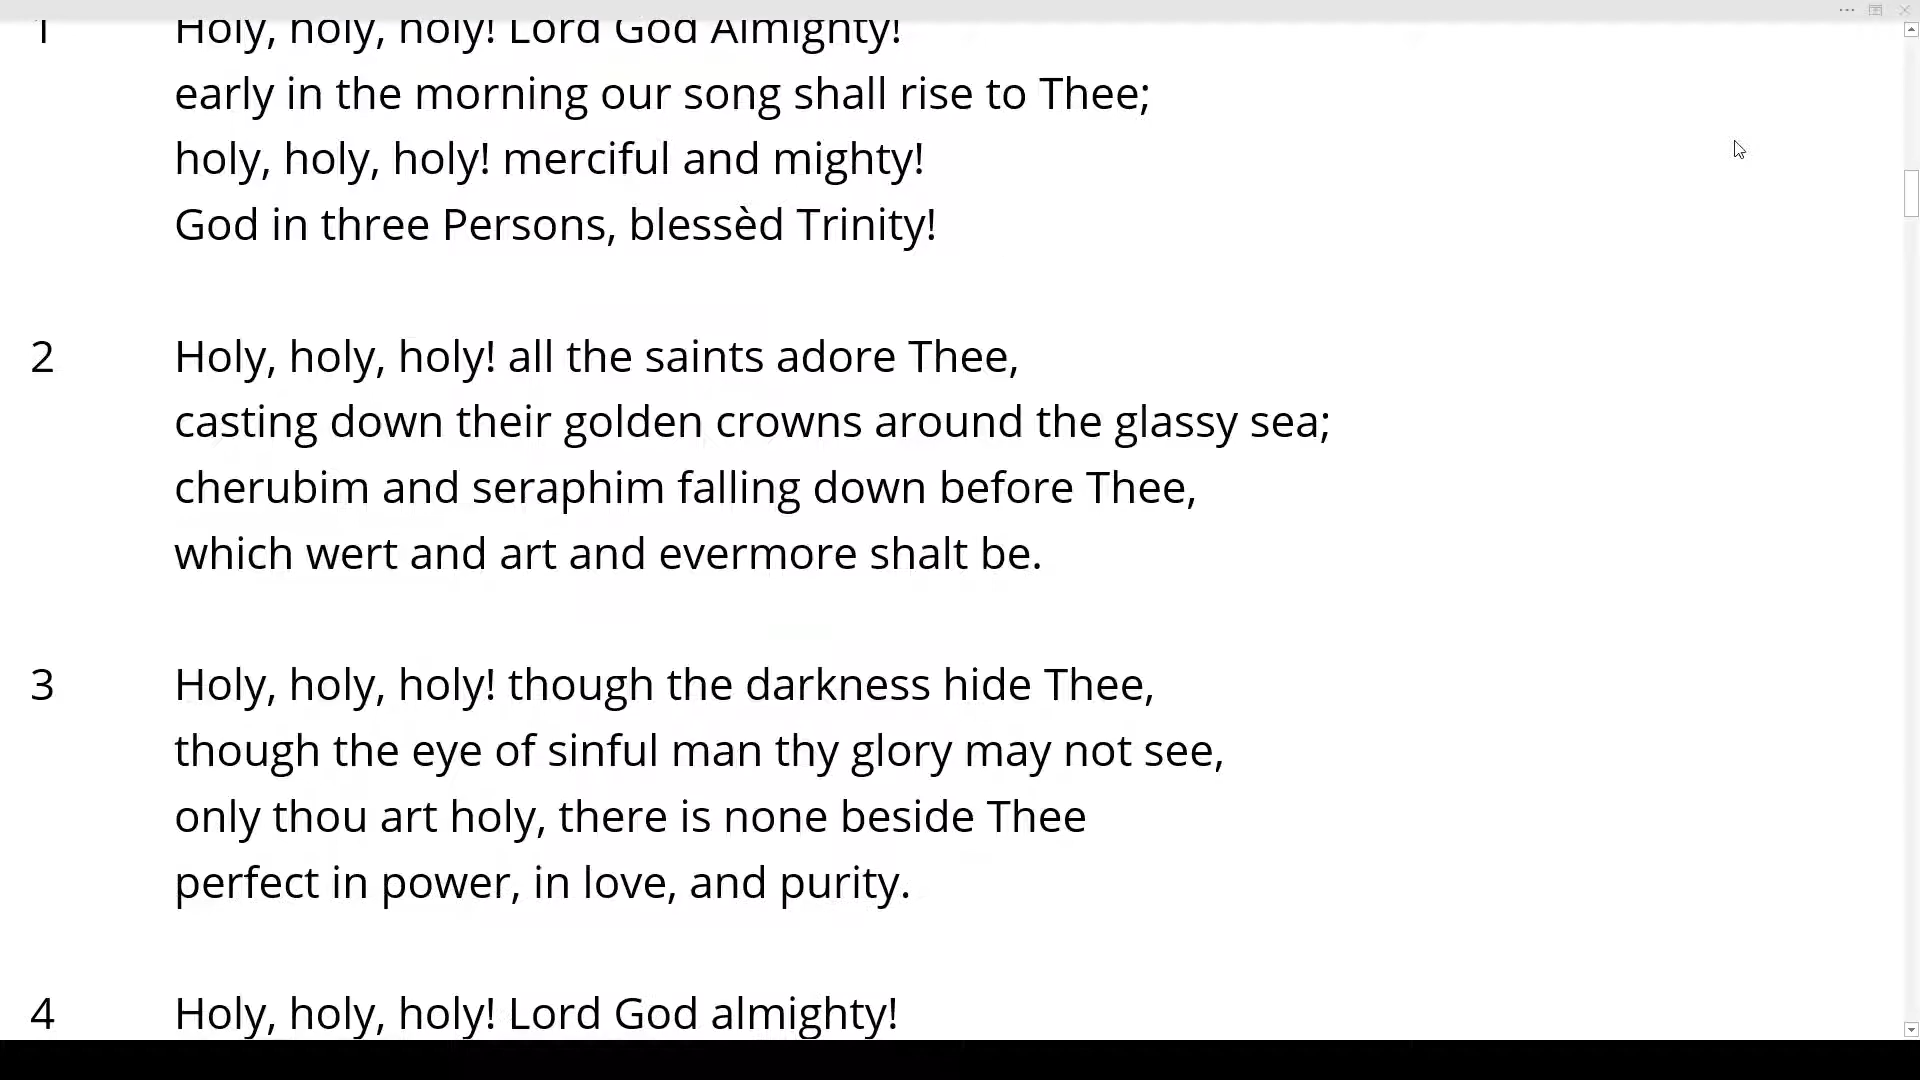 1 Holy, holy, holy! Lord God Almighty!
early in the morning our song shall rise to Thee;
holy, holy, holy! merciful and mighty!
God in three Persons, blessèd Trinity!
2 Holy, holy, holy! all the saints adore Thee,
casting down their golden crowns around the glassy sea;
cherubim and seraphim falling down before Thee,
which wert and art and evermore shalt be.
3 Holy, holy, holy! though the darkness hide Thee,
though the eye of sinful man thy glory may not see,
only thou art holy, there is none beside Thee
perfect in power, in love, and purity.
4 Holy, holy, holy! Lord God almighty!